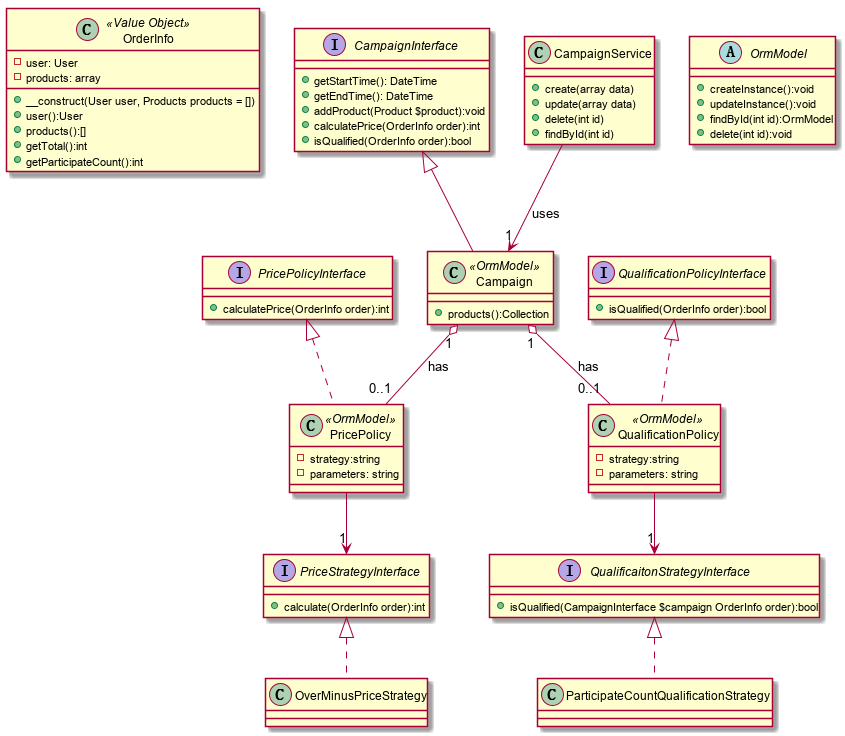 C «Value Object»
OrderInfo
user: User
products: array
__construct(User user, Products products = [])
user():User
products():[]
getTotal():int
getParticipateCount():int
I CampaignInterface
getStartTime(): DateTime
getEndTime(): DateTime
addProduct(Product $product):void
calculatePrice(OrderInfo order):int
isQualified(OrderInfo order):bool
C CampaignService
create(array data)
update(array data)
delete(int id)
findById(int id)
A OrmModel
createInstance():void
updateInstance():void
findById(int id):OrmModel
delete(int id):void
uses
1
I PricePolicyInterface
calculatePrice(OrderInfo order):int
C «OrmModel»
Campaign
products():Collection
I QualificationPolicyInterface
isQualified(OrderInfo order):bool
1
1
has
has
0..1
0..1
C «OrmModel»
PricePolicy
strategy:string
parameters: string
C «OrmModel»
QualificationPolicy
strategy:string
parameters: string
1
1
I PriceStrategyInterface
calculate(OrderInfo order):int
I QualificaitonStrategyInterface
isQualified(CampaignInterface $campaign OrderInfo order):bool
C OverMinusPriceStrategy
C ParticipateCountQualificationStrategy